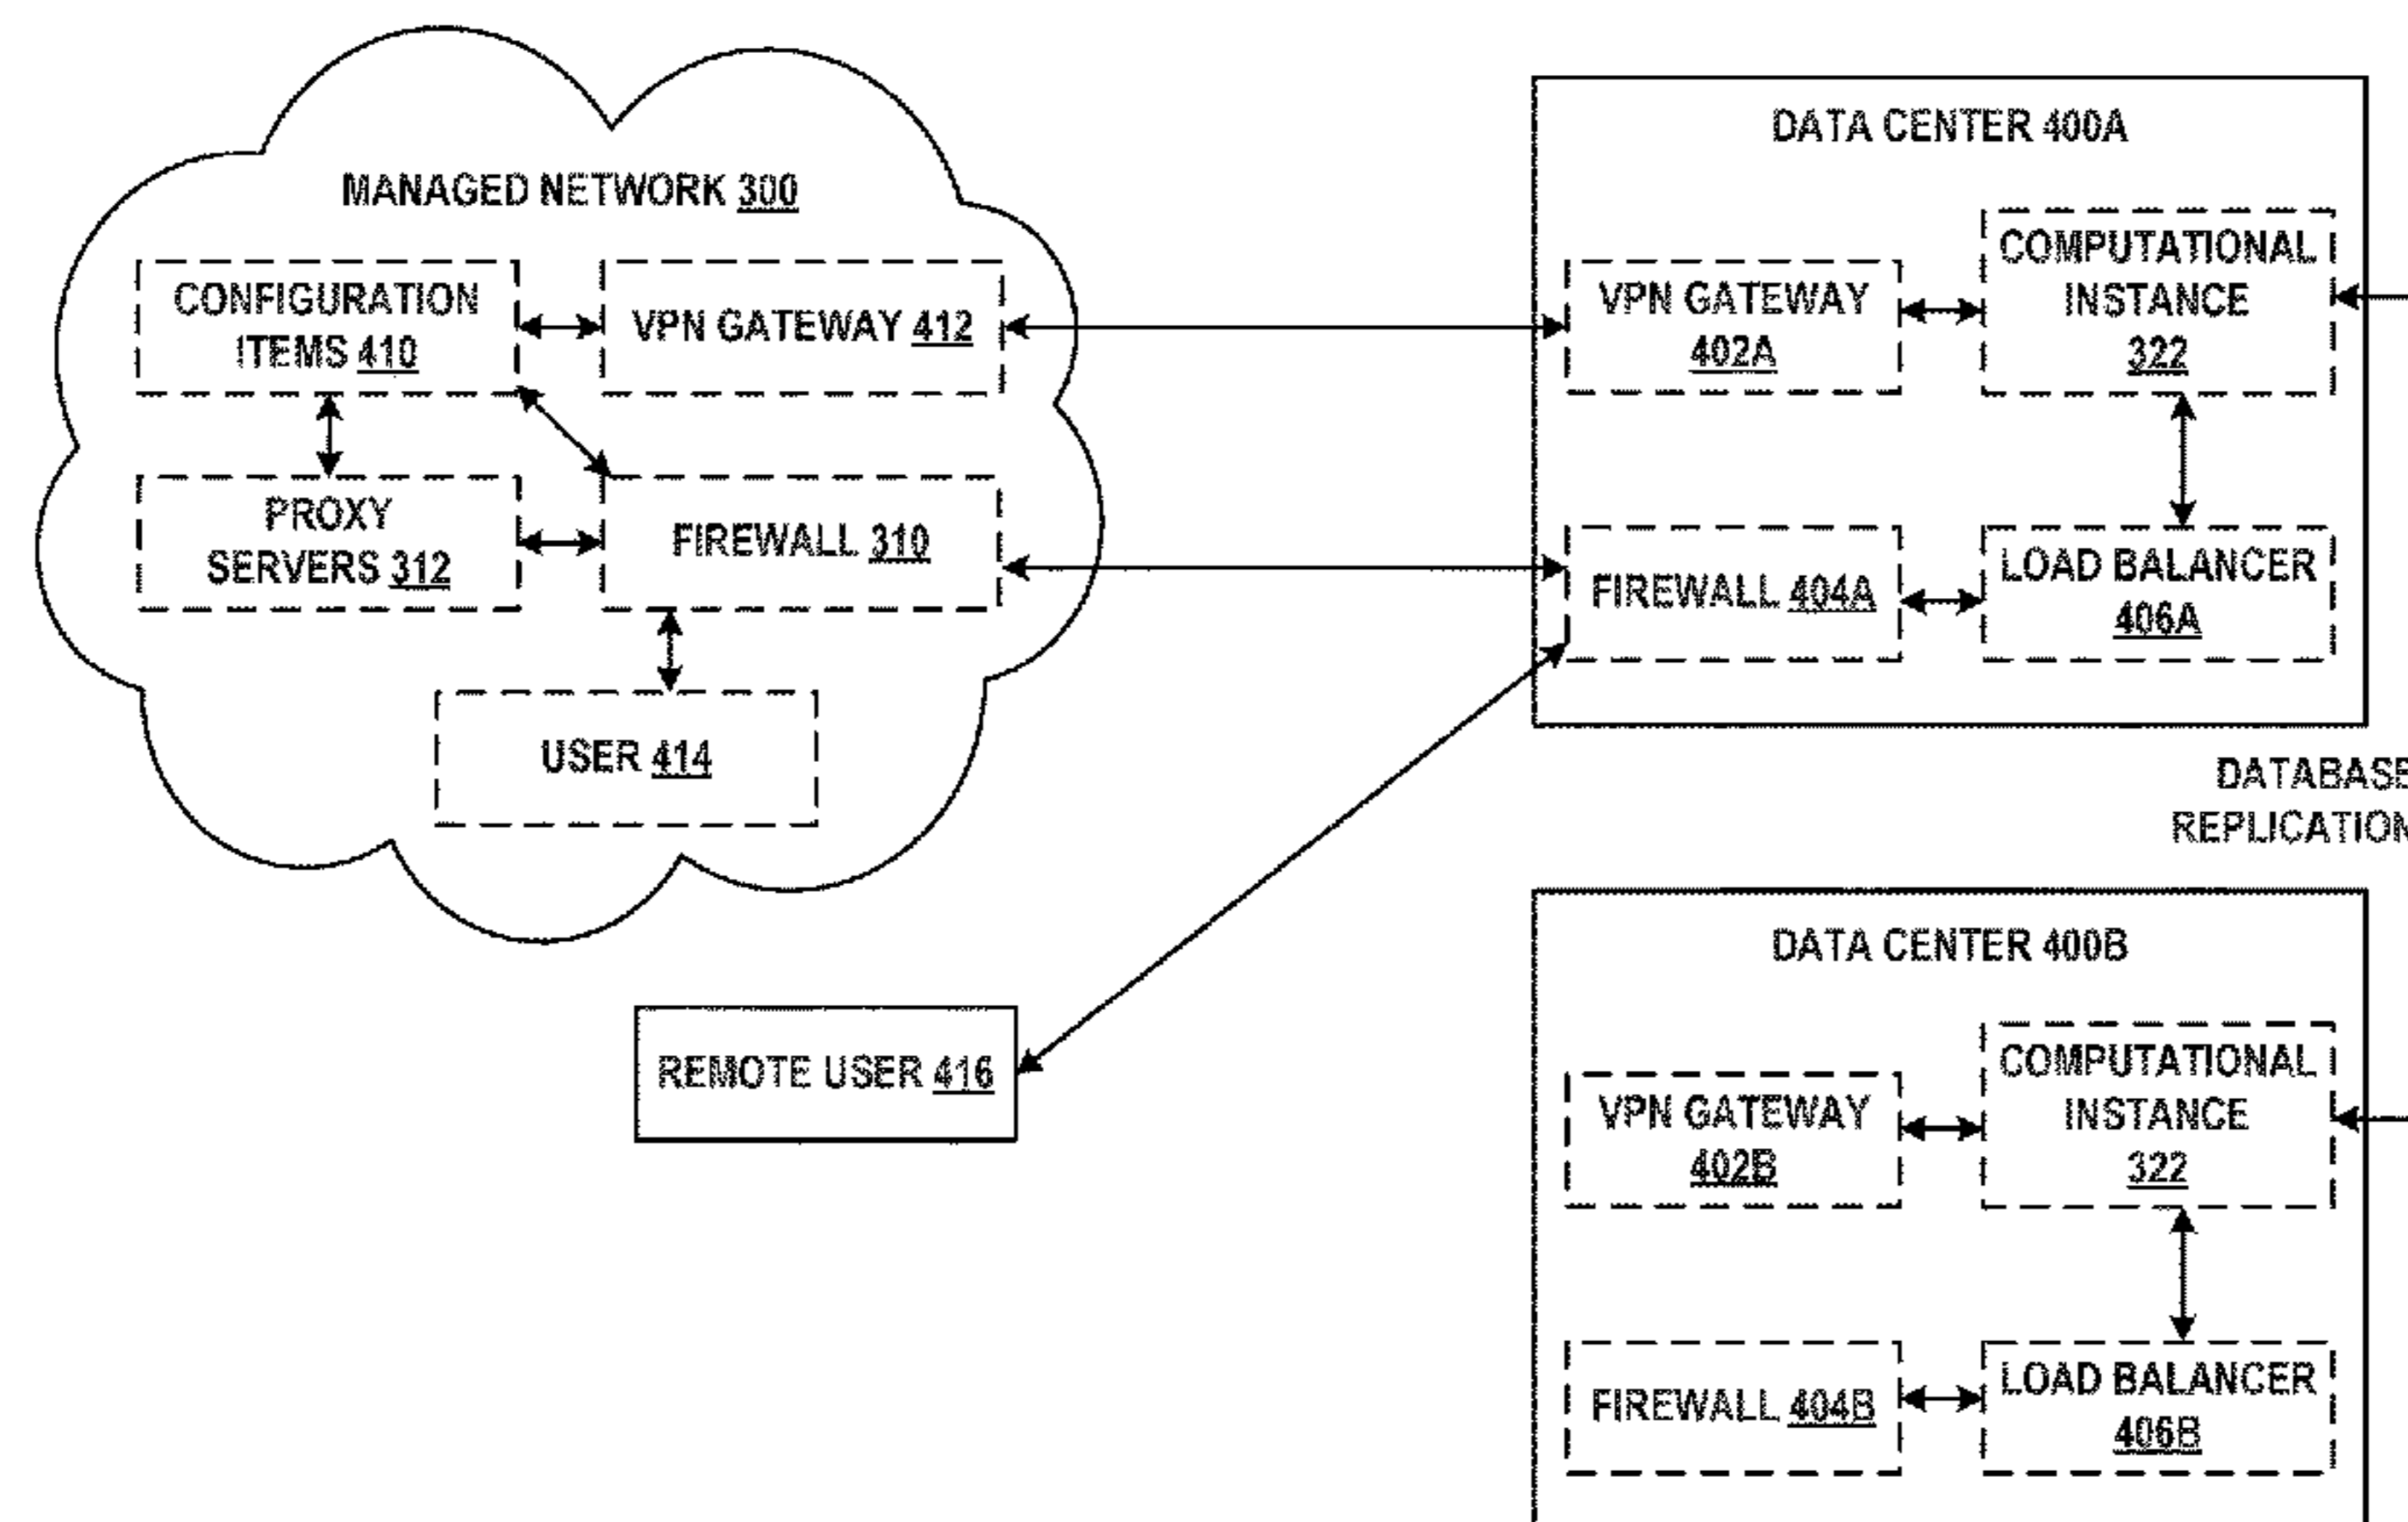 MANAGED NETWORK 300
CONFIGURATION
ITEMS 410
VPN GATEWAY 412
PROXY
SERVERS 312
FIREWALL 310
USER 414
REMOTE USER 416
DATA CENTER 400A
VPN GATEWAY
402A
COMPUTATIONAL
INSTANCE
322
FIREWALL 404A
LOAD BALANCER
406A
DATABASE
REPLICATION
DATA CENTER 400B
VPN GATEWAY
402B
COMPUTATIONAL
INSTANCE
322
FIREWALL 404B
LOAD BALANCER
406B